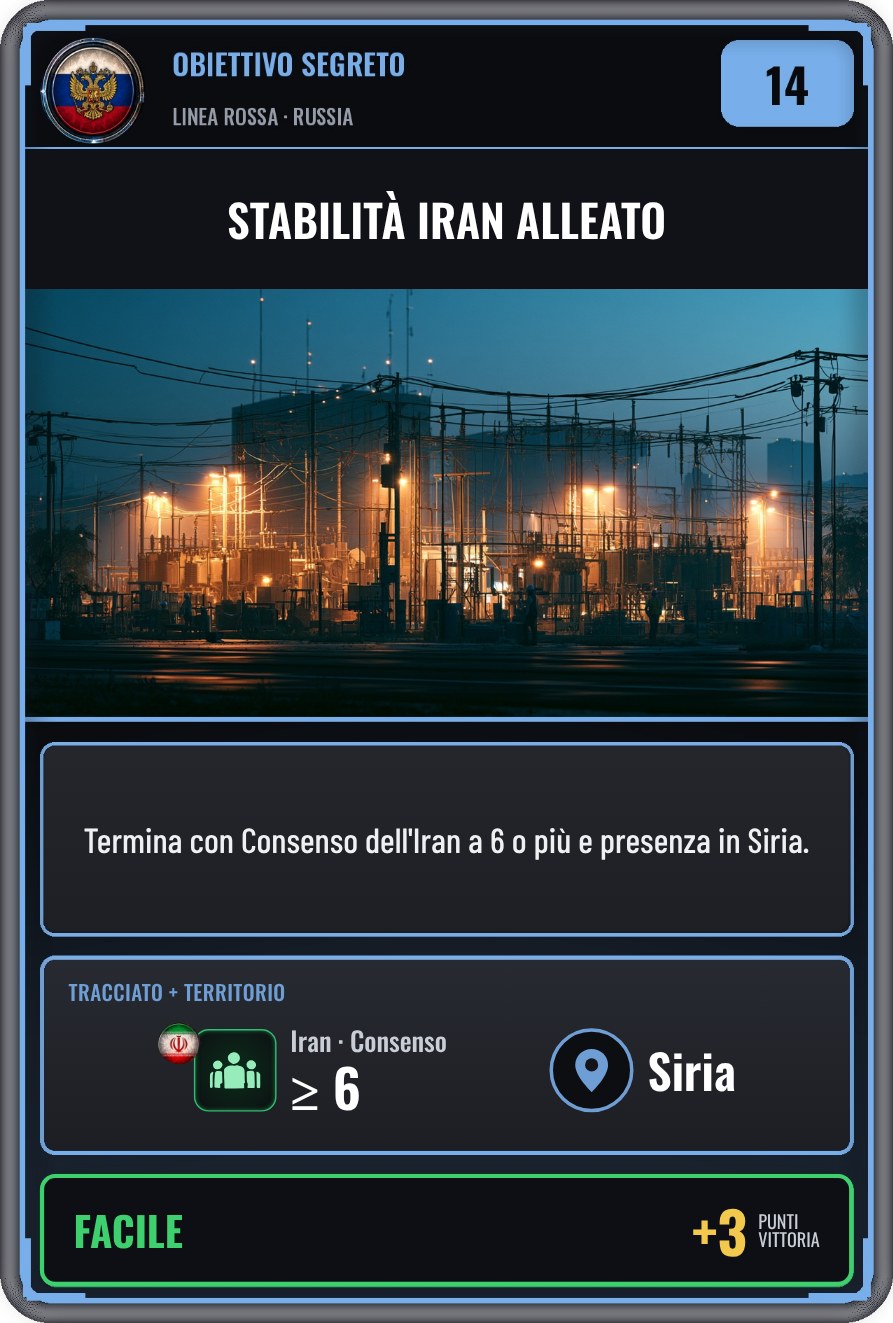 OBIETTIVO SEGRETO
LINEA ROSSA · RUSSIA
14
STABILITÀ IRAN ALLEATO
Termina con Consenso dell'Iran a 6 o più e presenza in Siria.
TRACCIATO + TERRITORIO
Iran · Consenso
≥ 6
Siria
FACILE
+3 PUNTI
VITTORIA